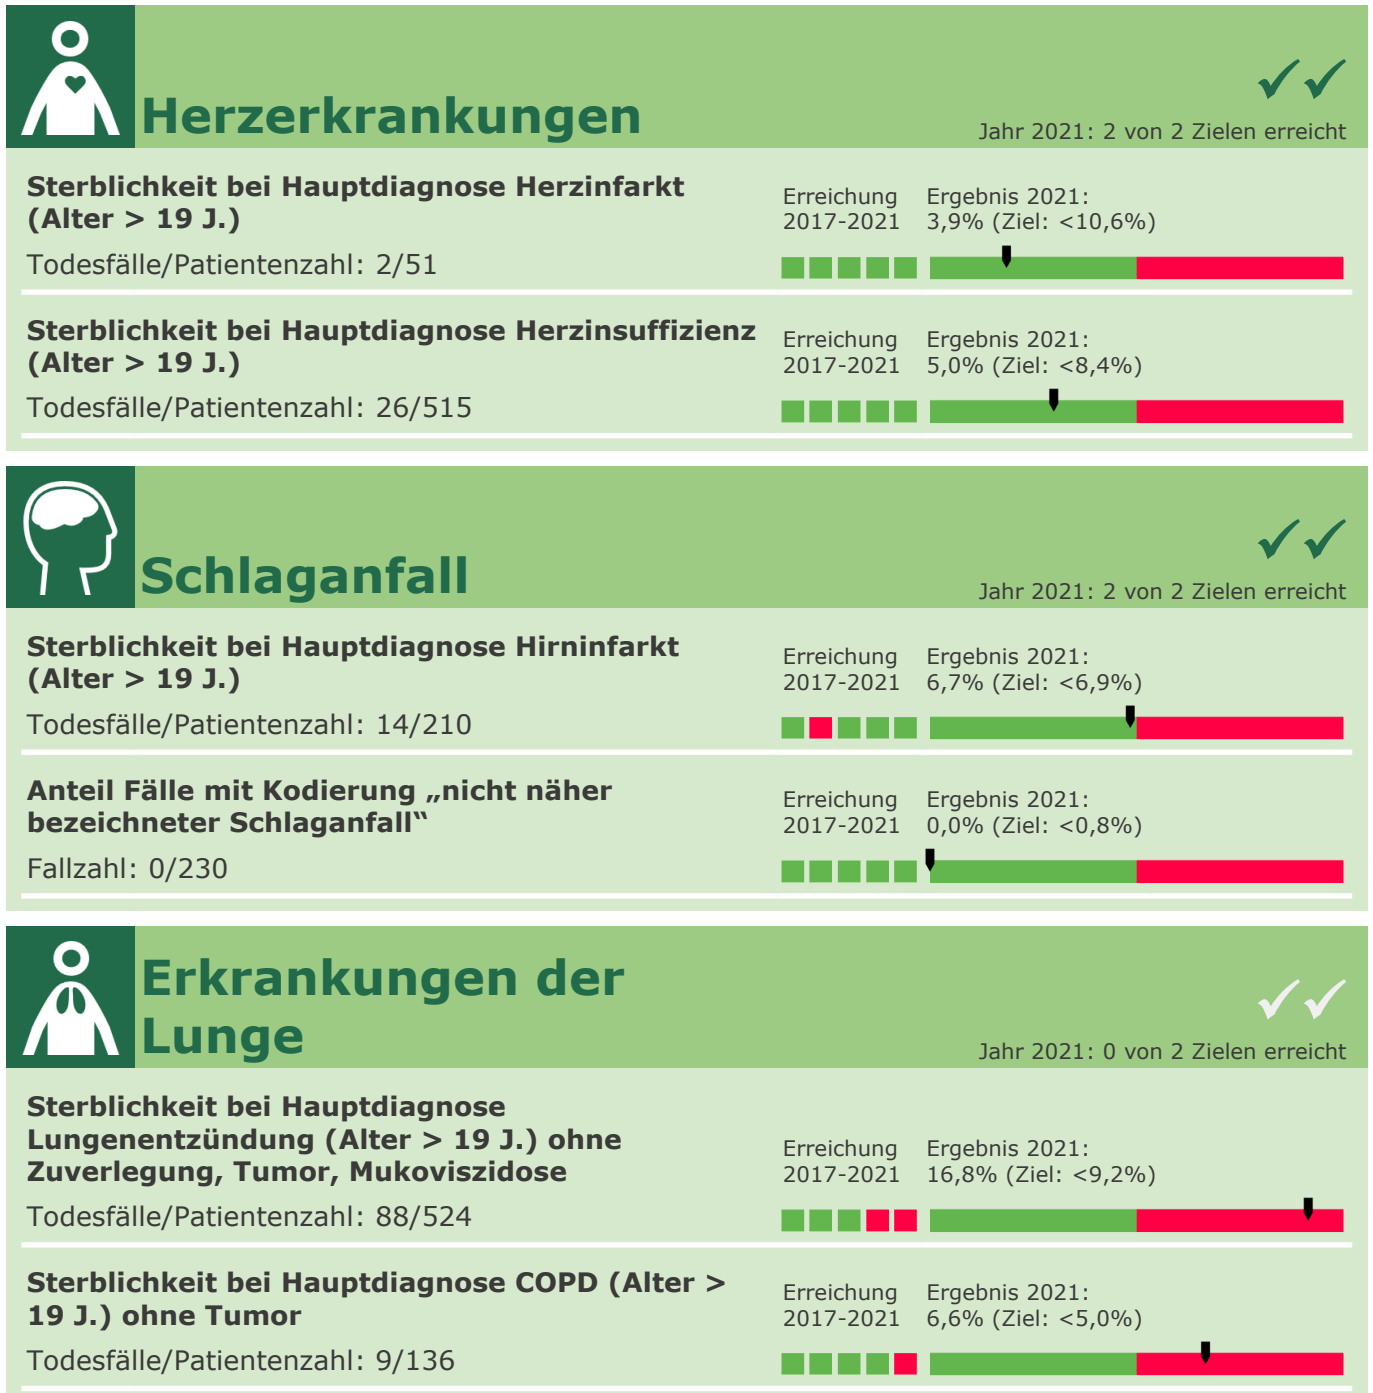 Herzerkrankungen
Jahr 2021: 2 von 2 Zielen erreicht
Sterblichkeit bei Hauptdiagnose Herzinfarkt
(Alter > 19 J.)
Todesfälle/Patientenzahl: 2/51
Erreichung
2017-2021
Ergebnis 2021:
3,9% (Ziel: <10,6%)
Sterblichkeit bei Hauptdiagnose Herzinsuffizienz
(Alter > 19 J.)
Todesfälle/Patientenzahl: 26/515
Erreichung
2017-2021
Ergebnis 2021:
5,0% (Ziel: <8,4%)
Schlaganfall
Jahr 2021: 2 von 2 Zielen erreicht
Sterblichkeit bei Hauptdiagnose Hirninfarkt
(Alter > 19 J.)
Todesfälle/Patientenzahl: 14/210
Erreichung
2017-2021
Ergebnis 2021:
6,7% (Ziel: <6,9%)
Anteil Fälle mit Kodierung „nicht näher
bezeichneter Schlaganfall“
Fallzahl: 0/230
Erreichung
2017-2021
Ergebnis 2021:
0,0% (Ziel: <0,8%)
Erkrankungen der
Lunge
Jahr 2021: 0 von 2 Zielen erreicht
Sterblichkeit bei Hauptdiagnose
Lungenentzündung (Alter > 19 J.) ohne
Zuverlegung, Tumor, Mukoviszidose
Todesfälle/Patientenzahl: 88/524
Erreichung
2017-2021
Ergebnis 2021:
16,8% (Ziel: <9,2%)
Sterblichkeit bei Hauptdiagnose COPD (Alter >
19 J.) ohne Tumor
Todesfälle/Patientenzahl: 9/136
Erreichung
2017-2021
Ergebnis 2021:
6,6% (Ziel: <5,0%)